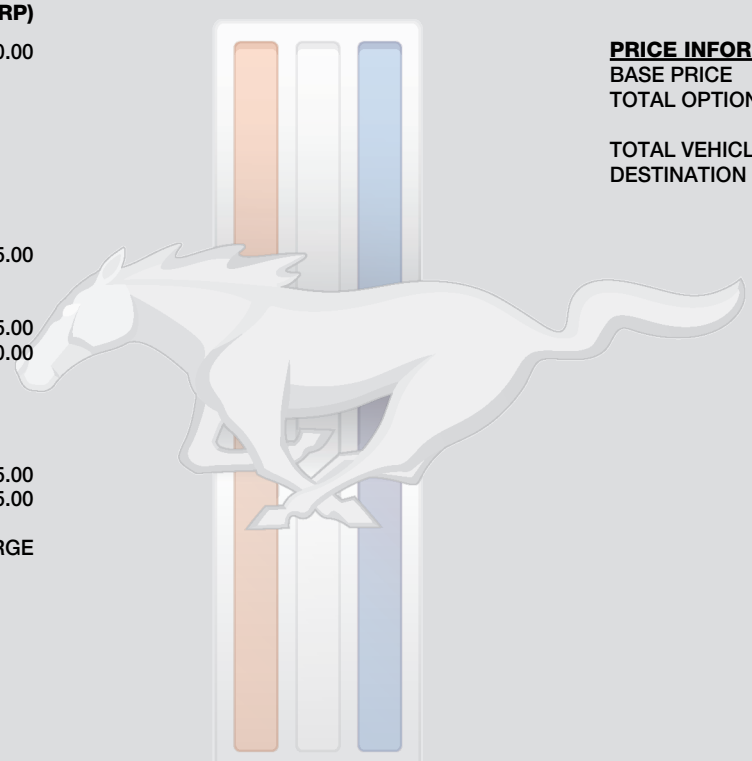 RP)
0.00
5.00
5.00
0.00
5.00
5.00
RGE
PRICE INFOR
BASE PRICE
TOTAL OPTION
TOTAL VEHICL
DESTINATION